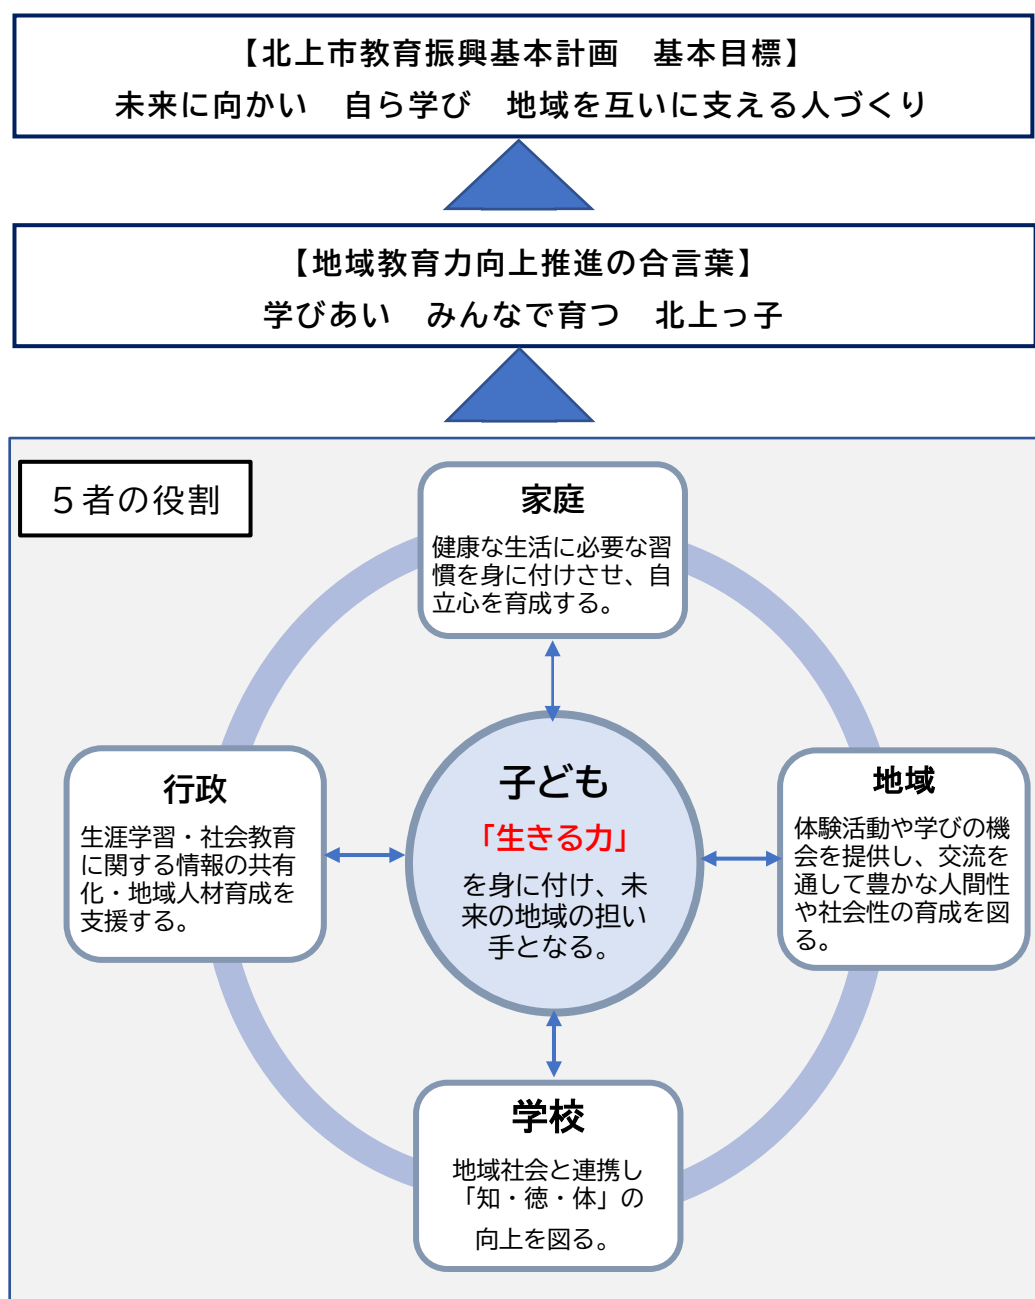 【北上市教育振興基本計画　基本目標】
未来に向かい　自ら学び　地域を互いに支える人づくり
【地域教育力向上推進の合言葉】
学びあい　みんなで育つ　北上っ子
５者の役割
家庭
健康な生活に必要な習
慣を身に付けさせ、自
立心を育成する。
行政
生涯学習・社会教育
に関する情報の共有
化・地域人材育成を
支援する。
子ども
「生きる力」
を身に付け、未
来の地域の担い
手となる。
地域
体験活動や学びの機
会を提供し、交流を
通して豊かな人間性
や社会性の育成を図
る。
学校
地域社会と連携し
「知・徳・体」の
向上を図る。